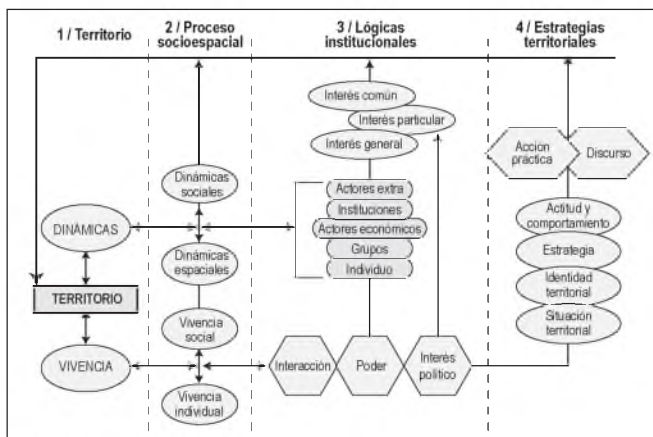 1 / Territorio
2 / Proceso
socioespacial
3 / Lógicas
institucionales
4 / Estrategias
territoriales
DINÁMICAS
TERRITORIO
VIVENCIA
Dinámicas
sociales
Dinámicas
espaciales
Vivencia
social
Vivencia
individual
Interés común
Interés particular
Interés general
Actores extra
Instituciones
Actores económicos
Grupos
Individuo
Interacción
Poder
Interés
político
Acción
práctica
Discurso
Actitud y
comportamiento
Estrategia
Identidad
territorial
Situación
territorial